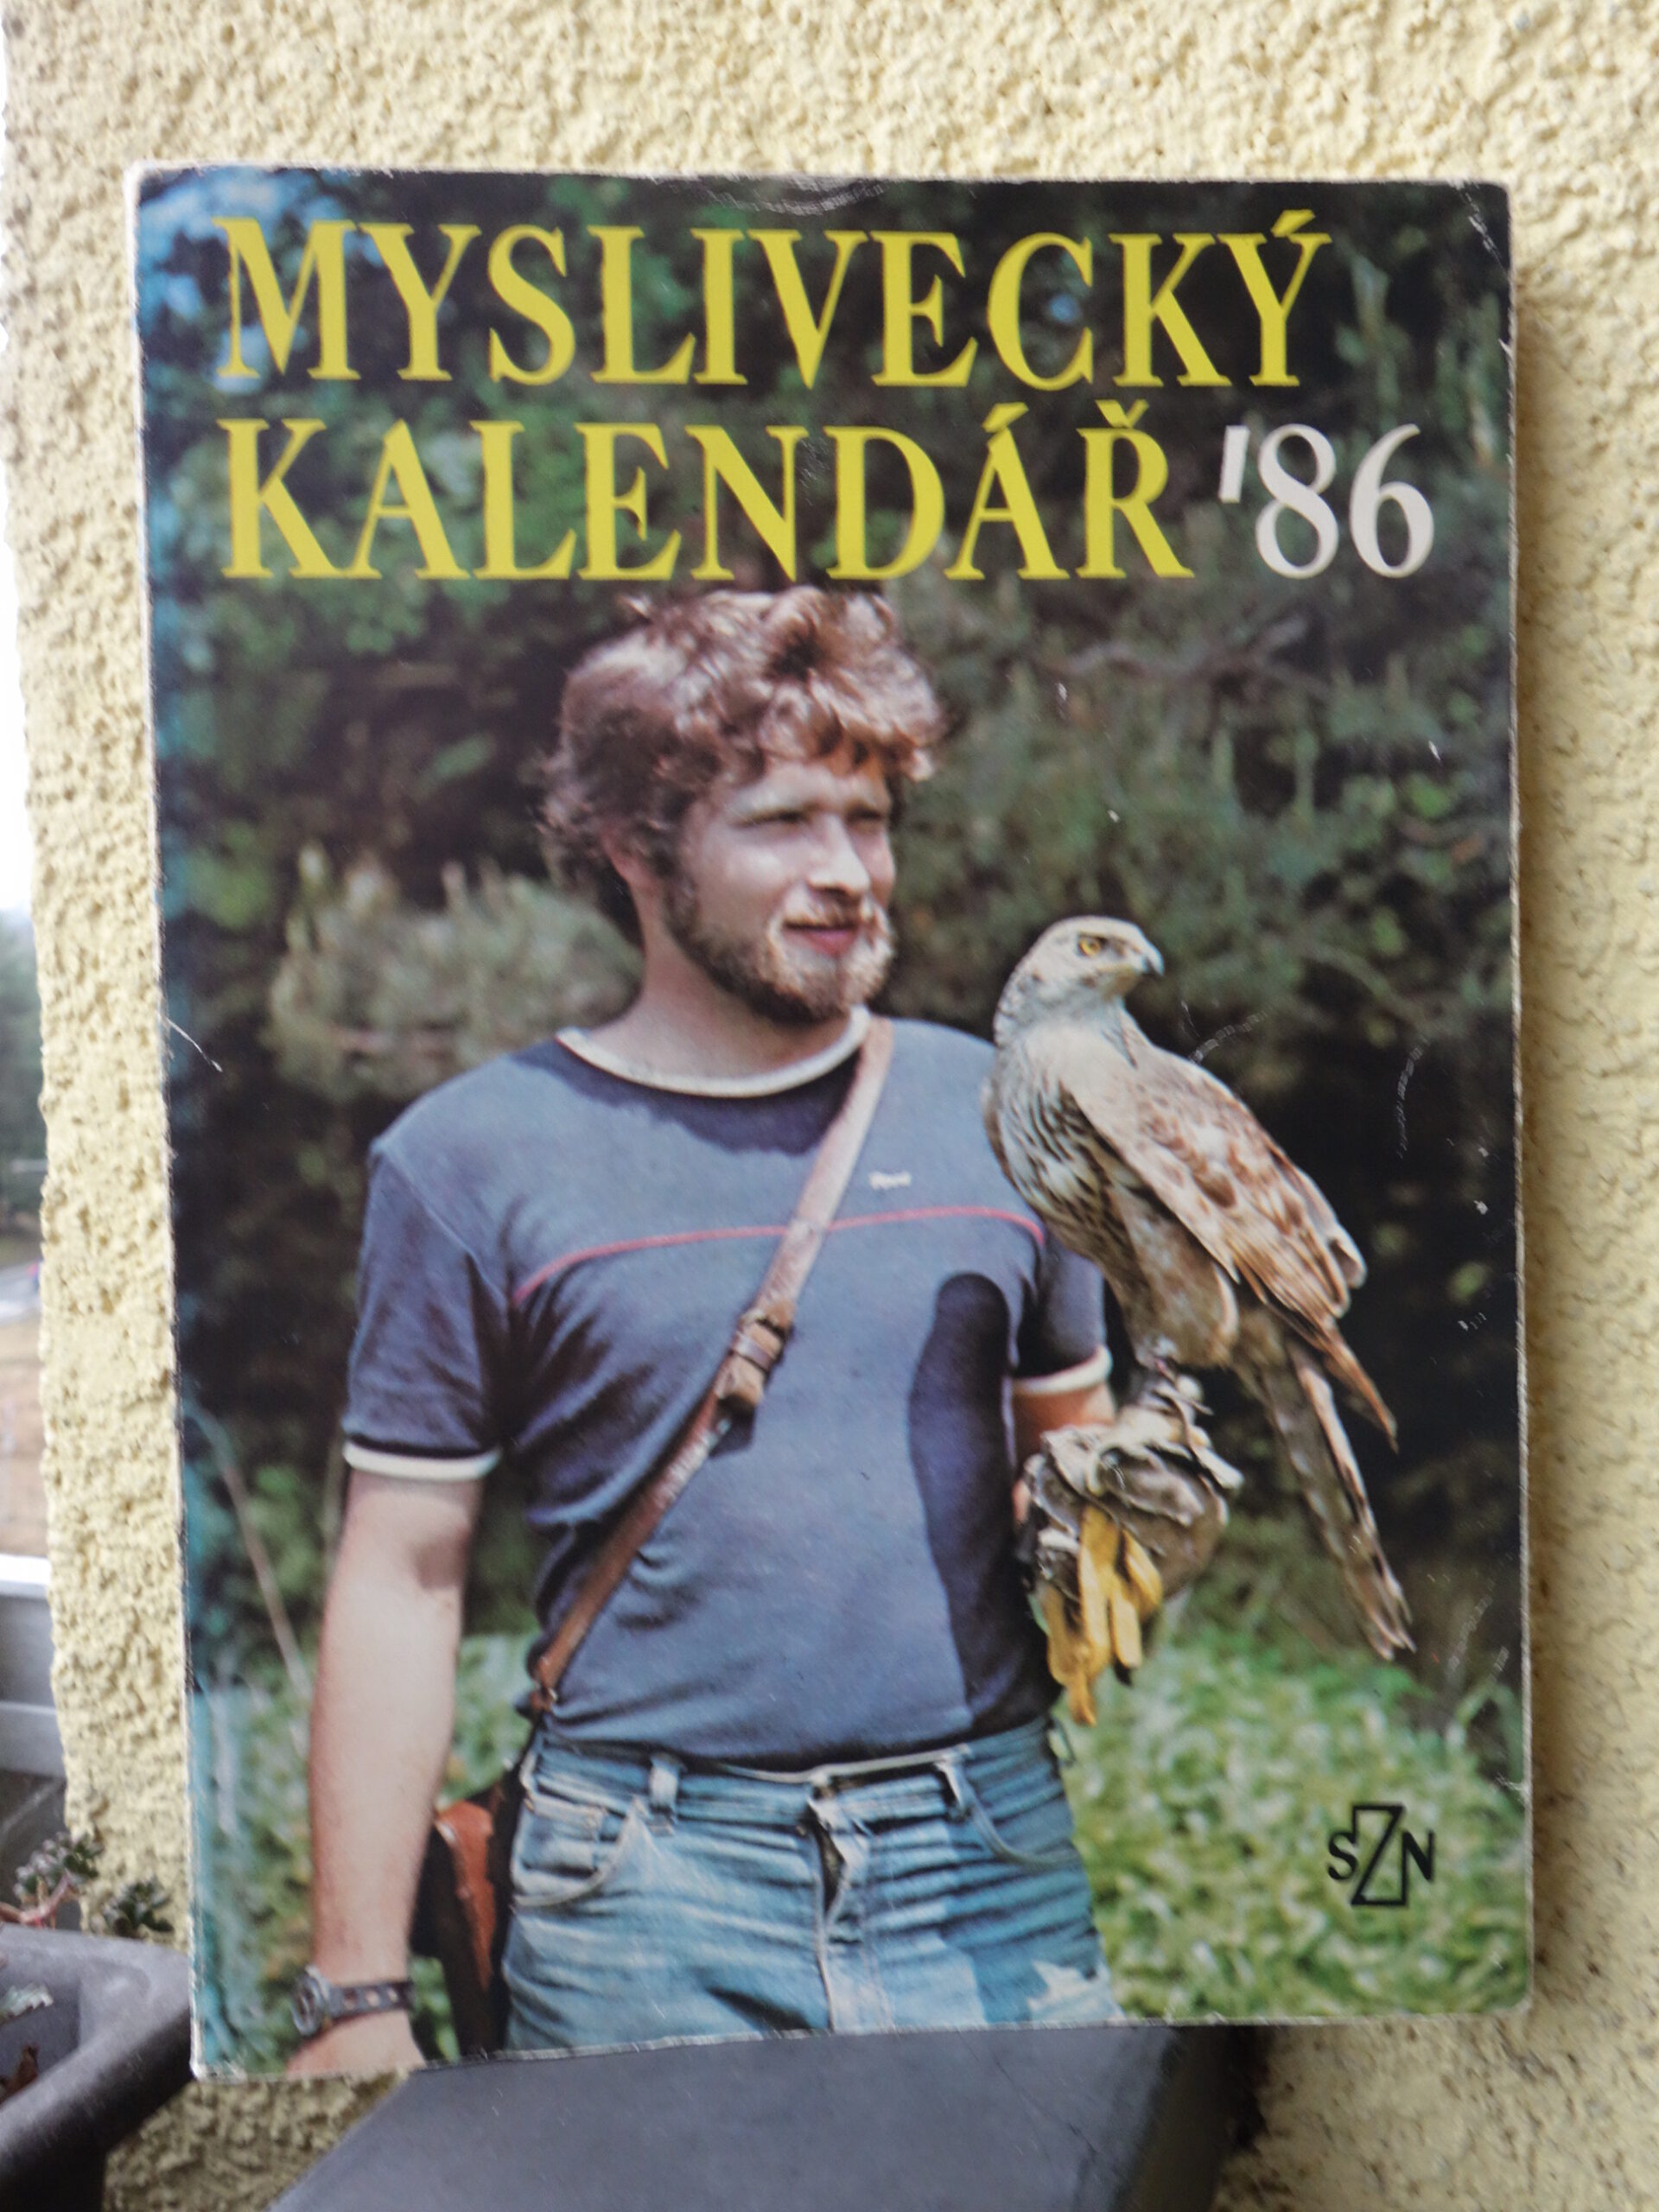 MYSLIVECKÝ
KALENDÁŘ '86
SZN